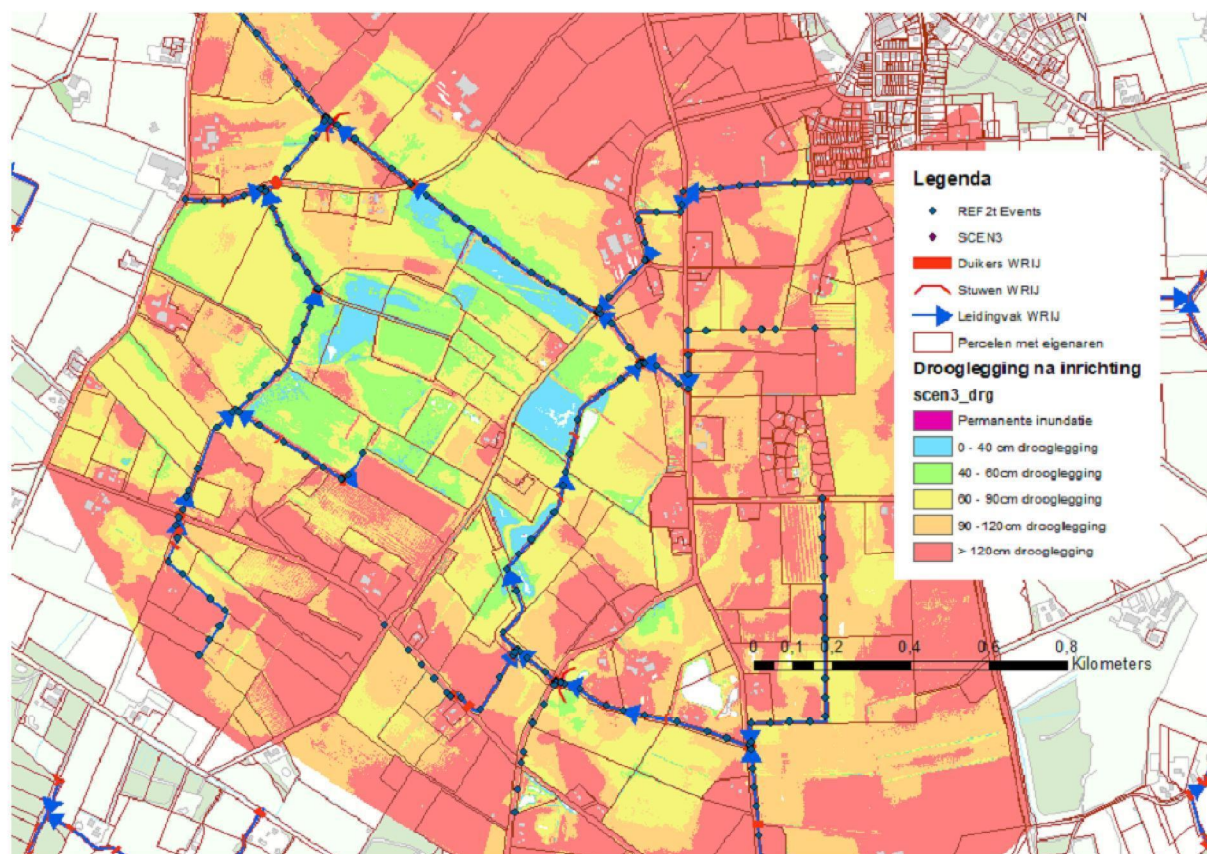 N
Legenda
REF2t Events
SCEN3
Duikers WRIJ
Stuwen WRIJ
Leidingvak WRIJ
Percelen met eigenaren
Drooglegging na inrichting
scen3_drg
Permanente inundatie
0 - 40 cm drooglegging
40 - 60cm drooglegging
60 - 90cm drooglegging
90 - 120cm drooglegging
> 120cm drooglegging
0 0,1 0,2 0,4 0,6 0,8
Kilometers